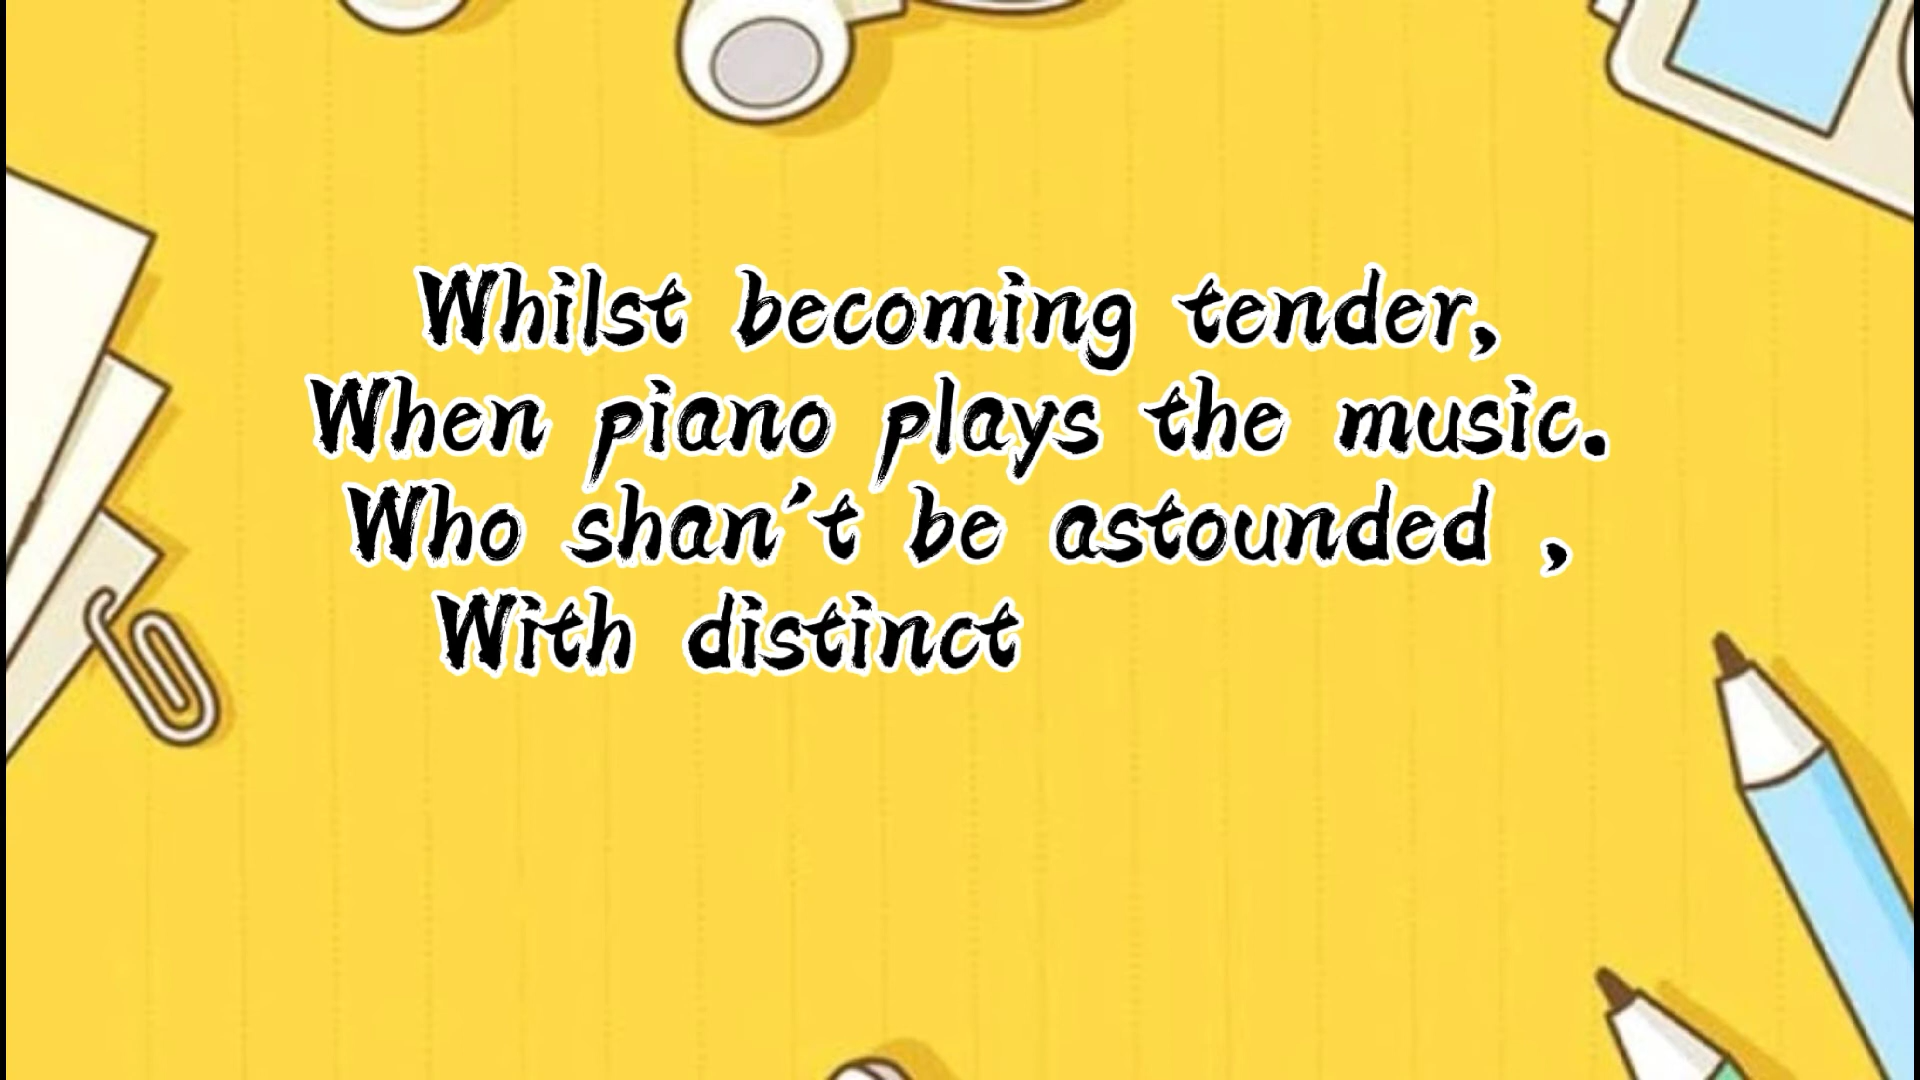 Whilst becoming tender,
When piano plays the music.
Who shan't be astounded ,
With distinct